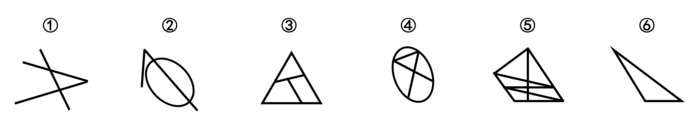 ① ② ③ ④ ⑤ ⑥